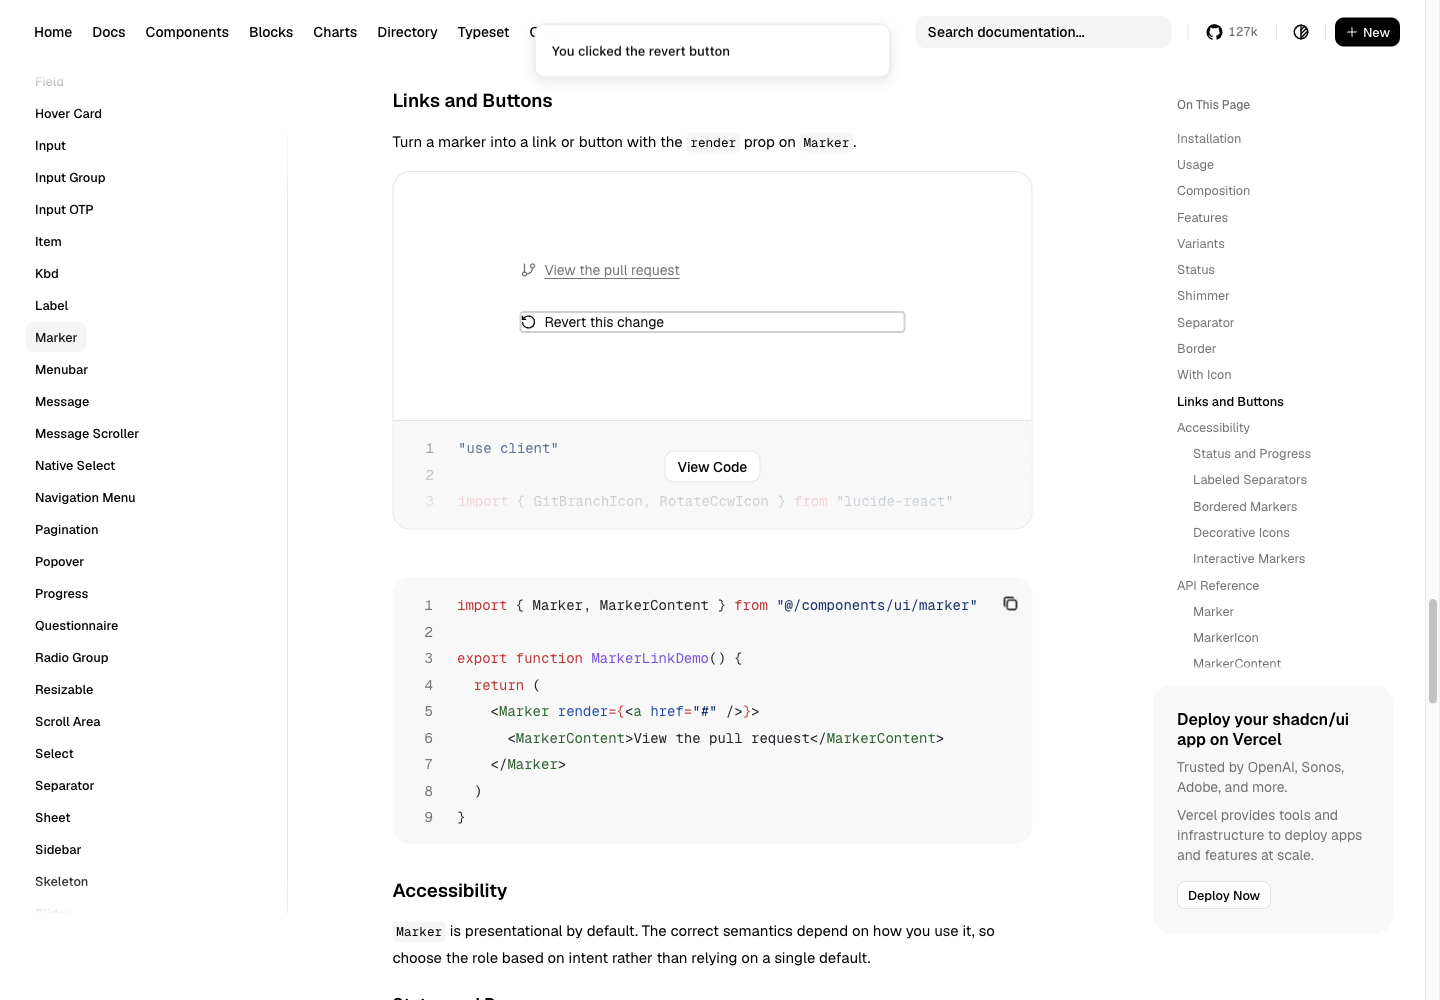 Home Docs Components Blocks Charts Directory Typeset
You clicked the revert button
Search documentation...
127k
New
Field
Hover Card
Input
Input Group
Input OTP
Item
Kbd
Label
Marker
Menubar
Message
Message Scroller
Native Select
Navigation Menu
Pagination
Popover
Progress
Questionnaire
Radio Group
Resizable
Scroll Area
Select
Separator
Sheet
Sidebar
Skeleton
Slider
Links and Buttons
Turn a marker into a link or button with the render prop on Marker.
View the pull request
Revert this change
1 "use client"
2
3 import { GitBranchIcon, RotateCcwIcon } from "lucide-react"
View Code
1 import { Marker, MarkerContent } from "@/components/ui/marker"
2
3 export function MarkerLinkDemo() {
4 return (
5 <Marker render={<a href="#" />}>
6 <MarkerContent>View the pull request</MarkerContent>
7 </Marker>
8 )
9 }
Accessibility
Marker is presentational by default. The correct semantics depend on how you use it, so
choose the role based on intent rather than relying on a single default.
On This Page
Installation
Usage
Composition
Features
Variants
Status
Shimmer
Separator
Border
With Icon
Links and Buttons
Accessibility
Status and Progress
Labeled Separators
Bordered Markers
Decorative Icons
Interactive Markers
API Reference
Marker
MarkerIcon
MarkerContent
Deploy your shadcn/ui
app on Vercel
Trusted by OpenAI, Sonos,
Adobe, and more.
Vercel provides tools and
infrastructure to deploy apps
and features at scale.
Deploy Now